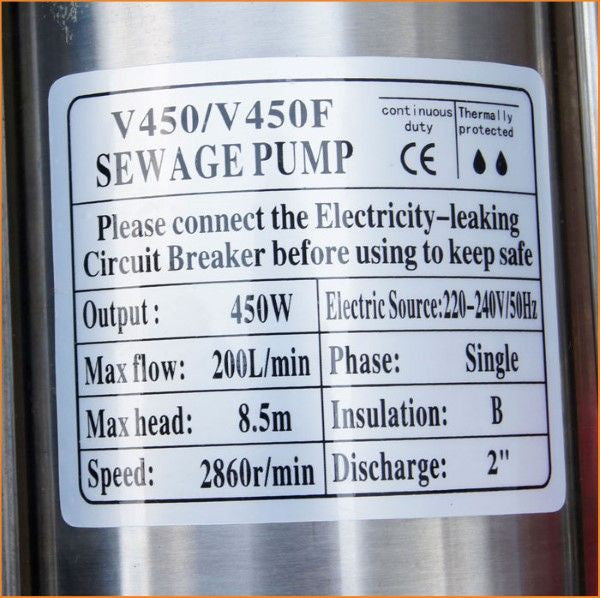 V450/V450F
SEWAGE PUMP
continuous duty
CE
Thermally protected
Please connect the Electricity-leaking
Circuit Breaker before using to keep safe
Output: 450W
Electric Source:220-240V/50Hz
Max flow: 200L/min
Phase: Single
Max head: 8.5m
Insulation: B
Speed: 2860r/min
Discharge: 2"